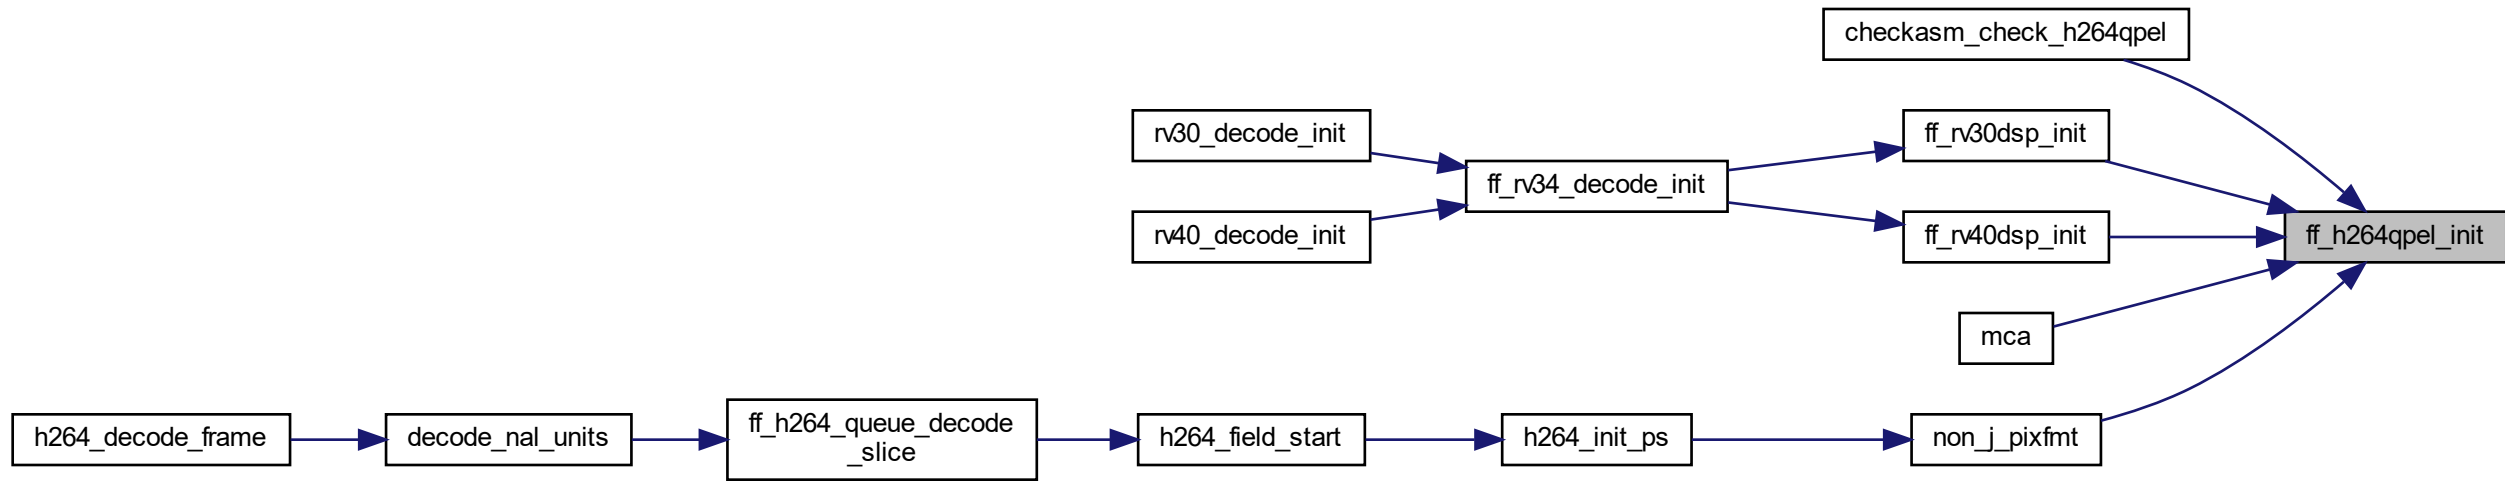 checkasm_check_h264qpel
rv30_decode_init
ff_rv30dsp_init
ff_rv34_decode_init
rv40_decode_init
ff_rv40dsp_init
ff_h264qpel_init
mca
h264_decode_frame
decode_nal_units
ff_h264_queue_decode
_slice
h264_field_start
h264_init_ps
non_j_pixfmt